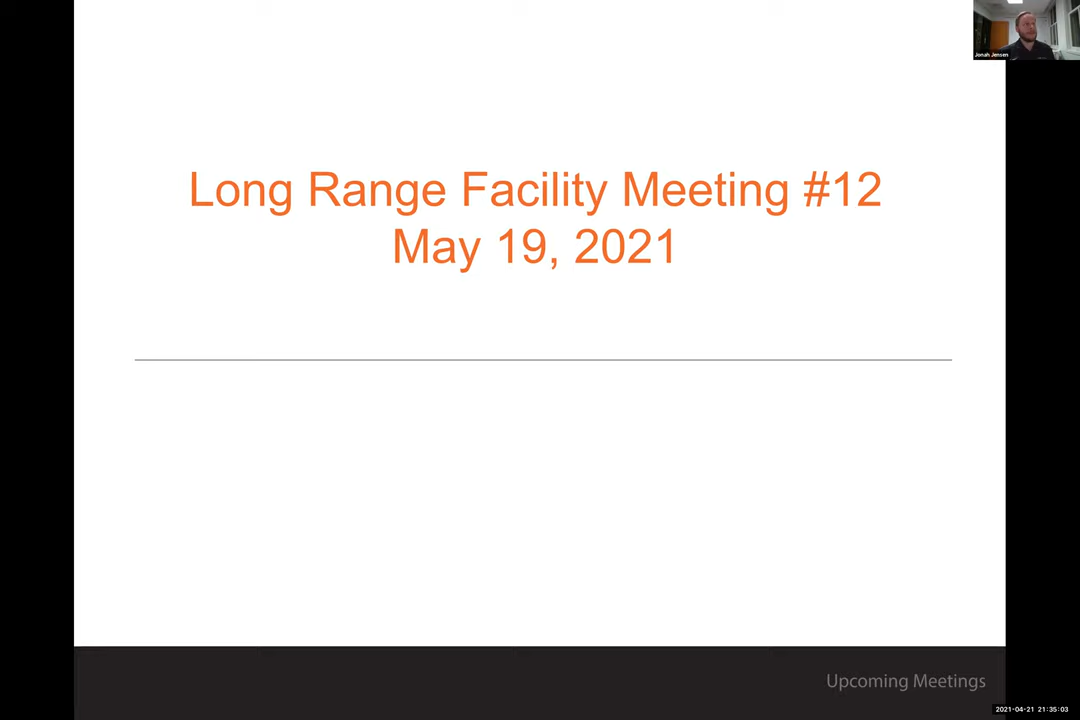 Jonah Jensen
Long Range Facility Meeting #12
May 19, 2021
Upcoming Meetings
2021-04-21 21:35:03